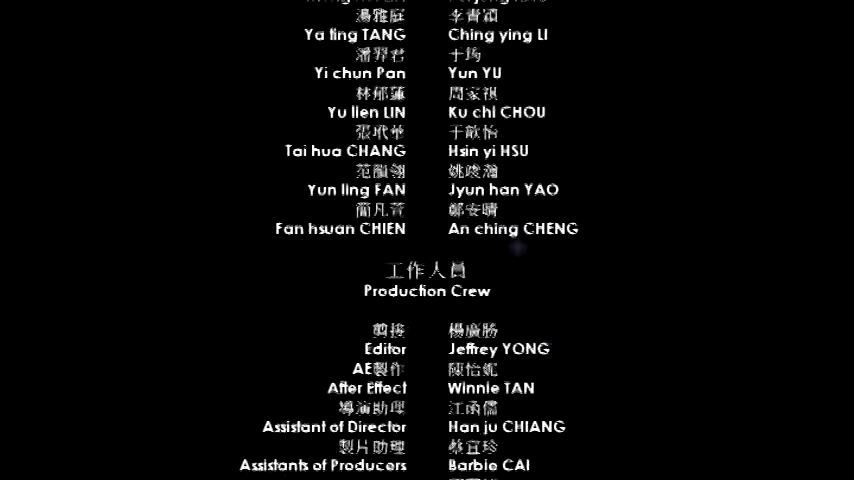 湯雅庭 李青穎
Ya ting TANG Ching ying LI
潘羿君 于筠
Yi chun Pan Yun YU
林郁蓮 周家祺
Yu lien LIN Ku chi CHOU
張玳華
Tai hua CHANG Hsin yi HSU
范韻翎 姚竣瀚
Yun ling FAN Jyun han YAO
簡凡萱 鄭安晴
Fan hsuan CHIEN An ching CHENG
工作人員
Production Crew
剪接 楊廣勝
Editor Jeffrey YONG
AE製作 陳怡妮
After Effect Winnie TAN
導演助理 江函儒
Assistant of Director Han ju CHIANG
製片助理 蔡宜珍
Assistants of Producers Barbie CAI